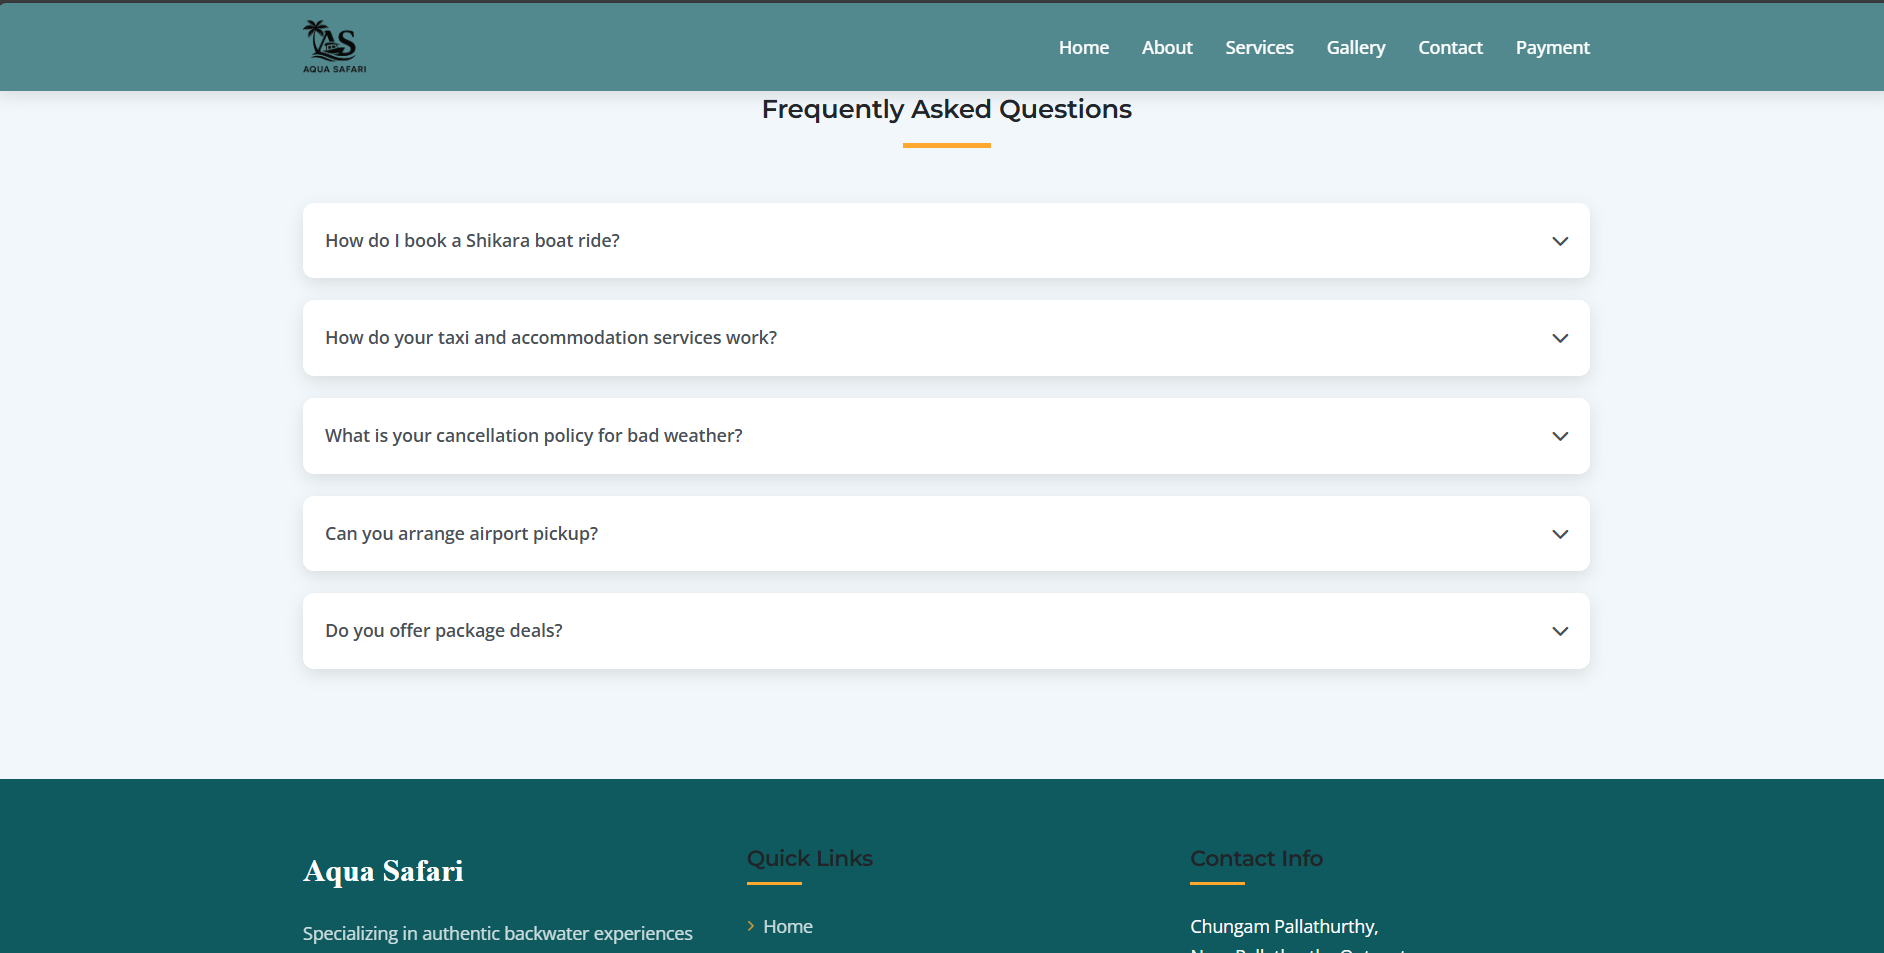 AS
AQUA SAFARI
Home About Services Gallery Contact Payment
Frequently Asked Questions
How do I book a Shikara boat ride?
How do your taxi and accommodation services work?
What is your cancellation policy for bad weather?
Can you arrange airport pickup?
Do you offer package deals?
Aqua Safari
Specializing in authentic backwater experiences
Quick Links
Home
Contact Info
Chungam Pallathurthy,